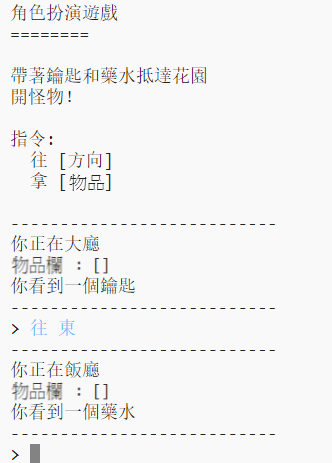 角色扮演遊戲
========
帶著鑰匙和藥水抵達花園
開怪物!
指令:
往 [方向]
拿 [物品]
---------------------------
你正在大廳
物品欄 : []
你看到一個鑰匙
---------------------------
> 往 東
---------------------------
你正在飯廳
物品欄 : []
你看到一個藥水
---------------------------
>